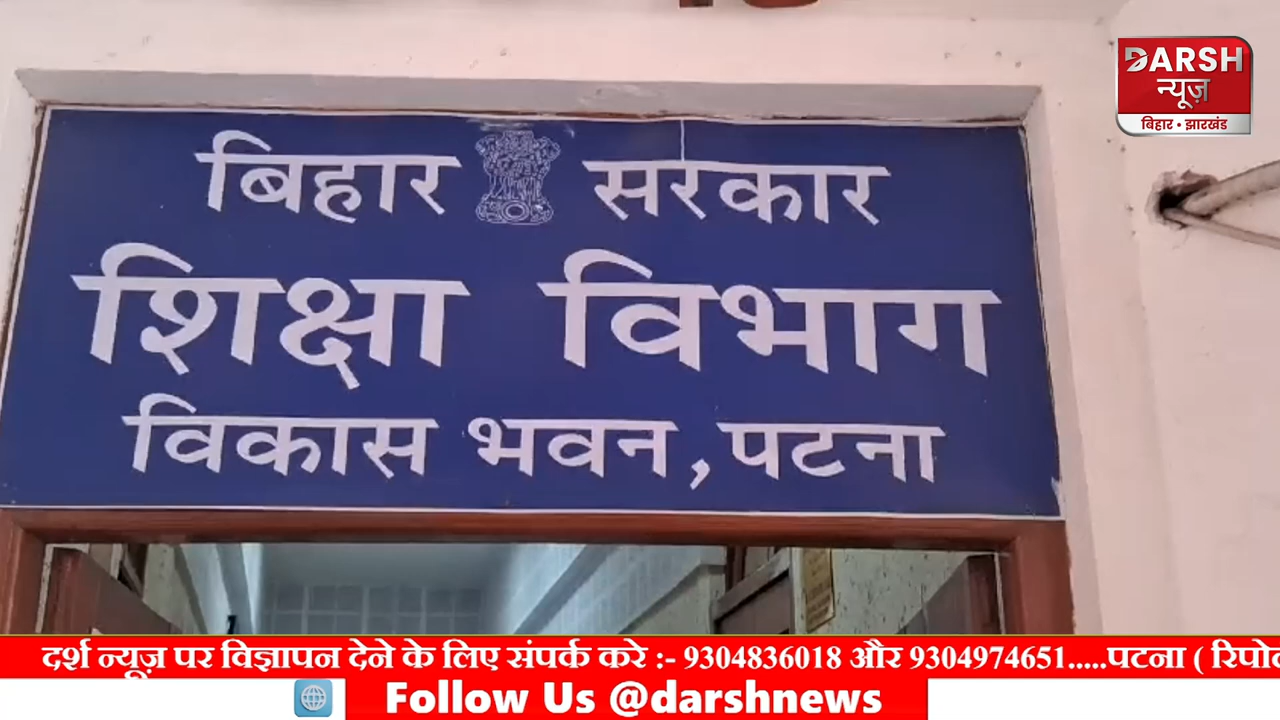 DARSH
न्यूज़
बिहार • झारखंड
बिहार सरकार
शिक्षा विभाग
विकास भवन, पटना
दर्श न्यूज़ पर विज्ञापन देने के लिए संपर्क करे :- 9304836018 और 9304974651.....पटना (
Follow Us @darshnews